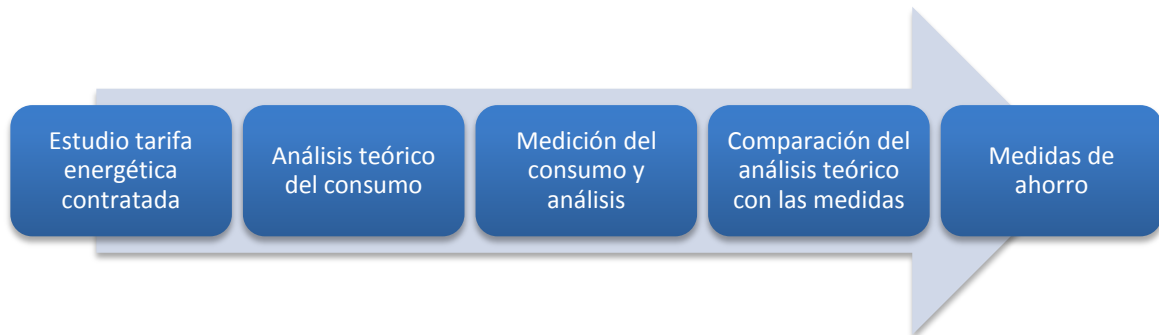 Estudio tarifa
energética
contratada
Análisis teórico
del consumo
Medición del
consumo y
análisis
Comparación del
análisis teórico
con las medidas
Medidas de
ahorro